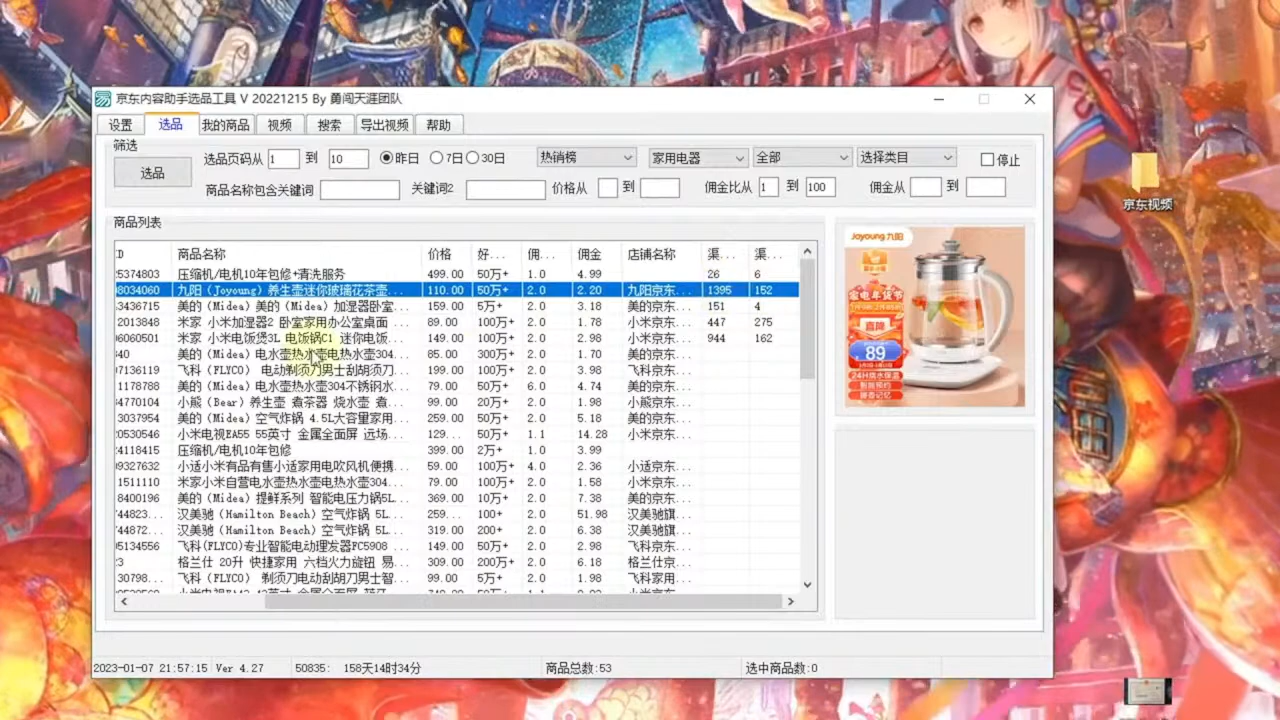 京东内容助手选品工具 V 20221215 By 勇闯天涯团队
设置 选品 我的商品 视频 搜索 导出视频 帮助
筛选
选品 选品页码从 1 到 10 昨日 7日 30日 热销榜 家用电器 全部 选择类目 停止
商品名称包含关键词 关键词2 价格从 到 佣金比从 1 到 100 佣金从 到
商品列表
ID 商品名称 价格 好... 佣... 佣金 店铺名称 渠... 渠...
5374803 压缩机/电机10年包修+清洗服务 499.00 50万+ 1.0 4.99 26 6
8034060 九阳（Joyoung）养生壶迷你玻璃花茶壶... 110.00 50万+ 2.0 2.20 九阳京东... 1395 152
3436715 美的（Midea）美的（Midea）加湿器卧室... 159.00 5万+ 2.0 3.18 美的京东... 151 4
2013848 米家 小米加湿器2 卧室家用办公室桌面 ... 89.00 100万+ 2.0 1.78 小米京东... 447 275
6060501 米家 小米电饭煲3L 电饭锅C1 迷你电饭... 149.00 100万+ 2.0 2.98 小米京东... 944 162
40 美的（Midea）电水壶热水壶电热水壶304... 85.00 300万+ 2.0 1.70 美的京东...
7136113 飞科（FLYCO） 电动剃须刀男士刮胡须刀... 199.00 100万+ 2.0 3.98 飞科京东...
1178788 美的（Midea）电水壶热水壶304不锈钢水... 79.00 50万+ 6.0 4.74 美的京东...
4770104 小熊（Bear）养生壶 煮茶器 烧水壶 煮... 99.00 20万+ 2.0 1.98 小熊京东...
3037954 美的（Midea）空气炸锅 4.5L大容量家用... 259.00 50万+ 2.0 5.18 美的京东...
0530546 小米电视EA55 55英寸 金属全面屏 远场... 129... 50万+ 1.1 14.28 小米京东...
4118415 压缩机/电机10年包修 399.00 2万+ 1.0 3.99
9327632 小适小米有品有售小适家用电吹风机便携... 59.00 100万+ 4.0 2.36 小适京东...
1511110 米家小米自营电水壶热水壶电热水壶304... 79.00 100万+ 2.0 1.58 小米京东...
8400196 美的（Midea）提鲜系列 智能电压力锅5L... 369.00 10万+ 2.0 7.38 美的京东...
44823... 汉美驰（Hamilton Beach）空气炸锅 5L... 259... 100+ 2.0 51.98 汉美驰旗...
44872... 汉美驰（Hamilton Beach）空气炸锅 5L... 319.00 200+ 2.0 6.38 汉美驰旗...
5134556 飞科(FLYCO)专业智能电动理发器FC5908 ... 149.00 50万+ 2.0 2.98 飞科京东...
3 格兰仕 20升 快捷家用 六档火力旋钮 易... 309.00 200万+ 2.0 6.18 格兰仕京...
30798... 飞科（FLYCO） 剃须刀电动刮胡刀男士智... 99.00 5万+ 2.0 1.98 飞科家用...
Joyoung 九阳
家电年货节
直降
89
24H恒水保温
智能预约
2023-01-07 21:57:15 Ver 4.27 50835: 158天14时34分 商品总数:53 选中商品数:0
京东视频